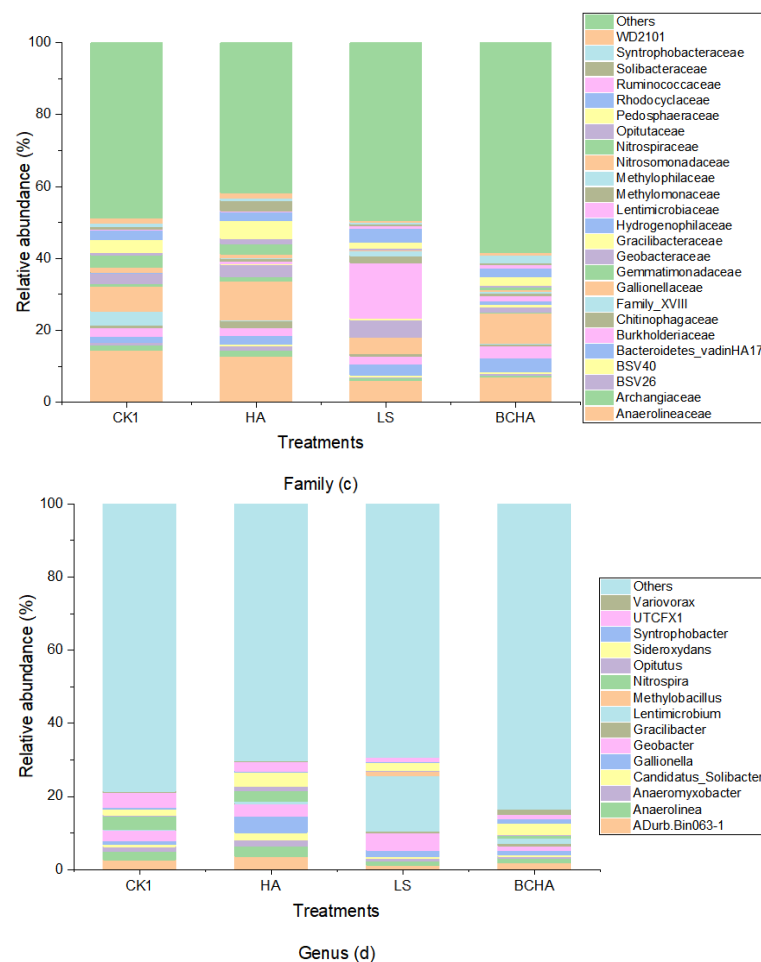 100
80
60
40
20
0
Relative abundance (%)
CK1 HA LS BCHA
Treatments
Family (c)
Others
WD2101
Syntrophobacteraceae
Solibacteraceae
Ruminococcaceae
Rhodocyclaceae
Pedosphaeraceae
Opitutaceae
Nitrospiraceae
Nitrosomonadaceae
Methylophilaceae
Methylomonaceae
Lentimicrobiaceae
Hydrogenophilaceae
Gracilibacteraceae
Geobacteraceae
Gemmatimonadaceae
Gallionellaceae
Family_XVIII
Chitinophagaceae
Burkholderiaceae
Bacteroidetes_vadinHA17
BSV40
BSV26
Archangiaceae
Anaerolineaceae
100
80
60
40
20
0
Relative abundance (%)
CK1 HA LS BCHA
Treatments
Genus (d)
Others
Variovorax
UTCFX1
Syntrophobacter
Sideroxydans
Opitutus
Nitrospira
Methylobacillus
Lentimicrobium
Gracilibacter
Geobacter
Gallionella
Candidatus_Solibacter
Anaeromyxobacter
Anaerolinea
ADurb.Bin063-1